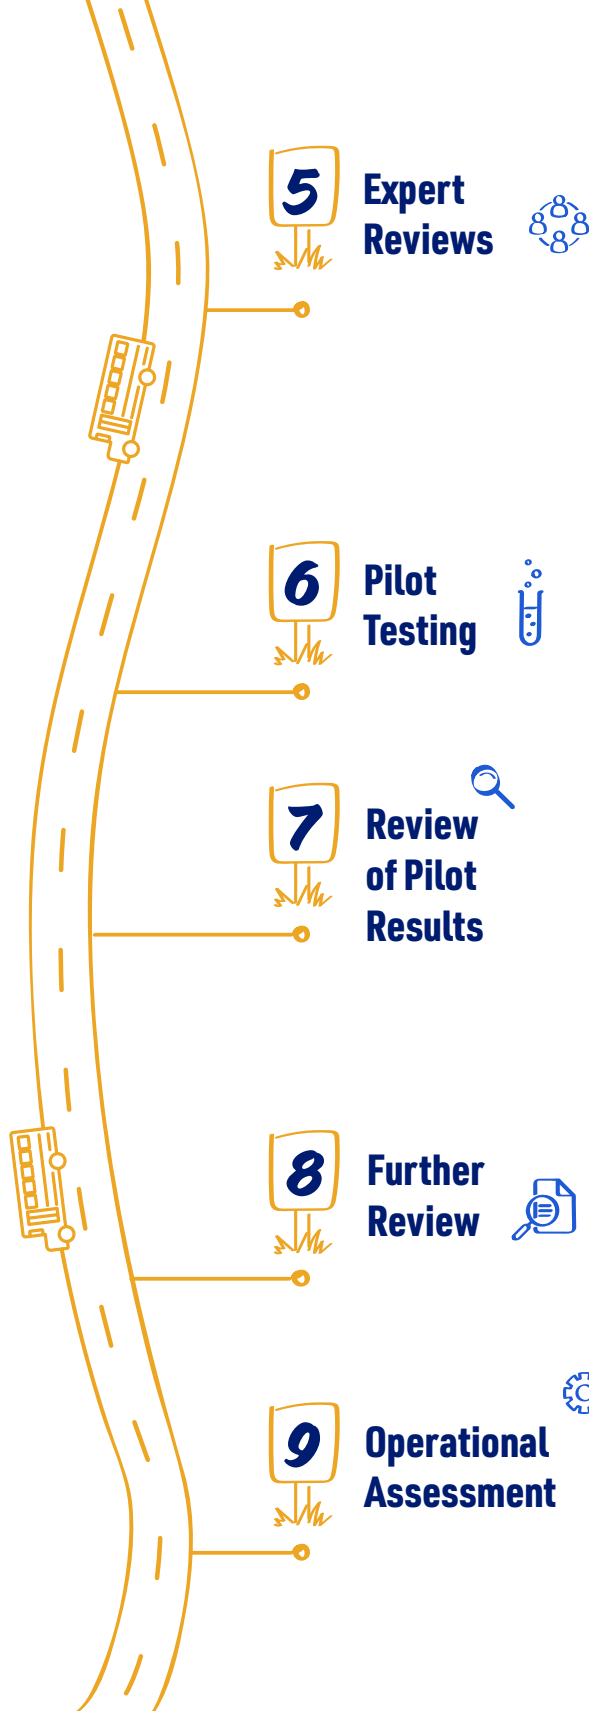 5
Expert
Reviews
6
Pilot
Testing
7
Review
of Pilot
Results
8
Further
Review
9
Operational
Assessment